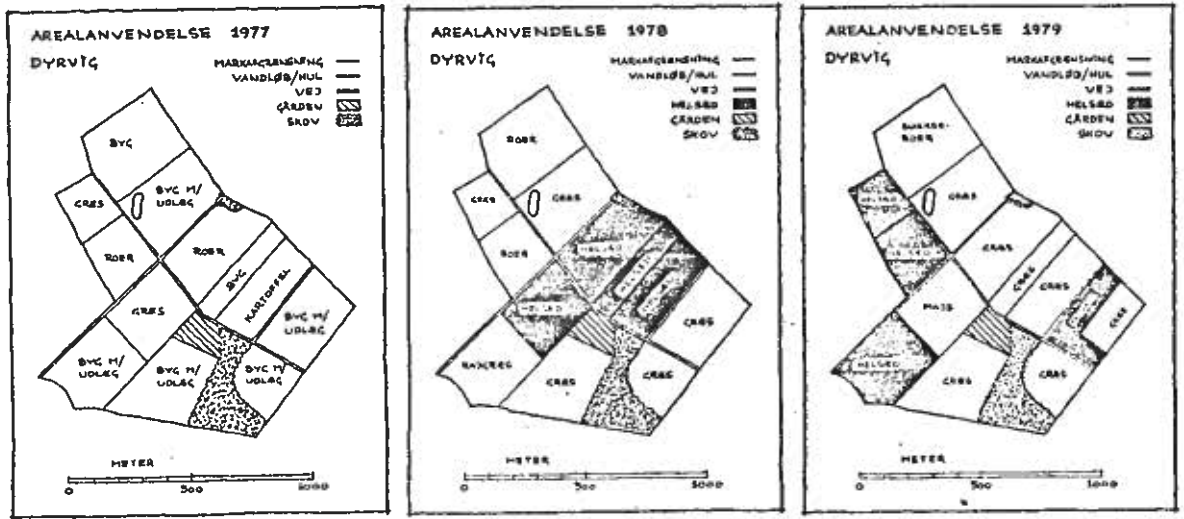 AREALANVENDELSE 1977
DYRVIG
MARKAFGRÆNSNING
VANDLØB/HUL
VEJ
GÅRDEN
SKOV
BYG
GRÆS
BYG M/
UDLÆG
ROER
ROER
BYG
KARTOFFEL
GRÆS
BYG M/
UDLÆG
BYG M/
UDLÆG
BYG M/
UDLÆG
BYG M/
UDLÆG
METER
0 500 1000
AREALANVENDELSE 1978
DYRVIG
MARKAFGRÆNSNING
VANDLØB/HUL
VEJ
HELSÆD
GÅRDEN
SKOV
ROER
GRÆS
GRÆS
ROER
HELSÆD
HELSÆD
HELSÆD
GRÆS
RAJGRÆS
GRÆS
GRÆS
METER
0 500 1000
AREALANVENDELSE 1979
DYRVIG
MARKAFGRÆNSNING
VANDLØB/HUL
VEJ
HELSÆD
GÅRDEN
SKOV
SUKKER-
ROER
HELSÆD
GRÆS
HELSÆD
GRÆS
GRÆS
GRÆS
GRÆS
MAJS
HELSÆD
GRÆS
GRÆS
METER
0 500 1000